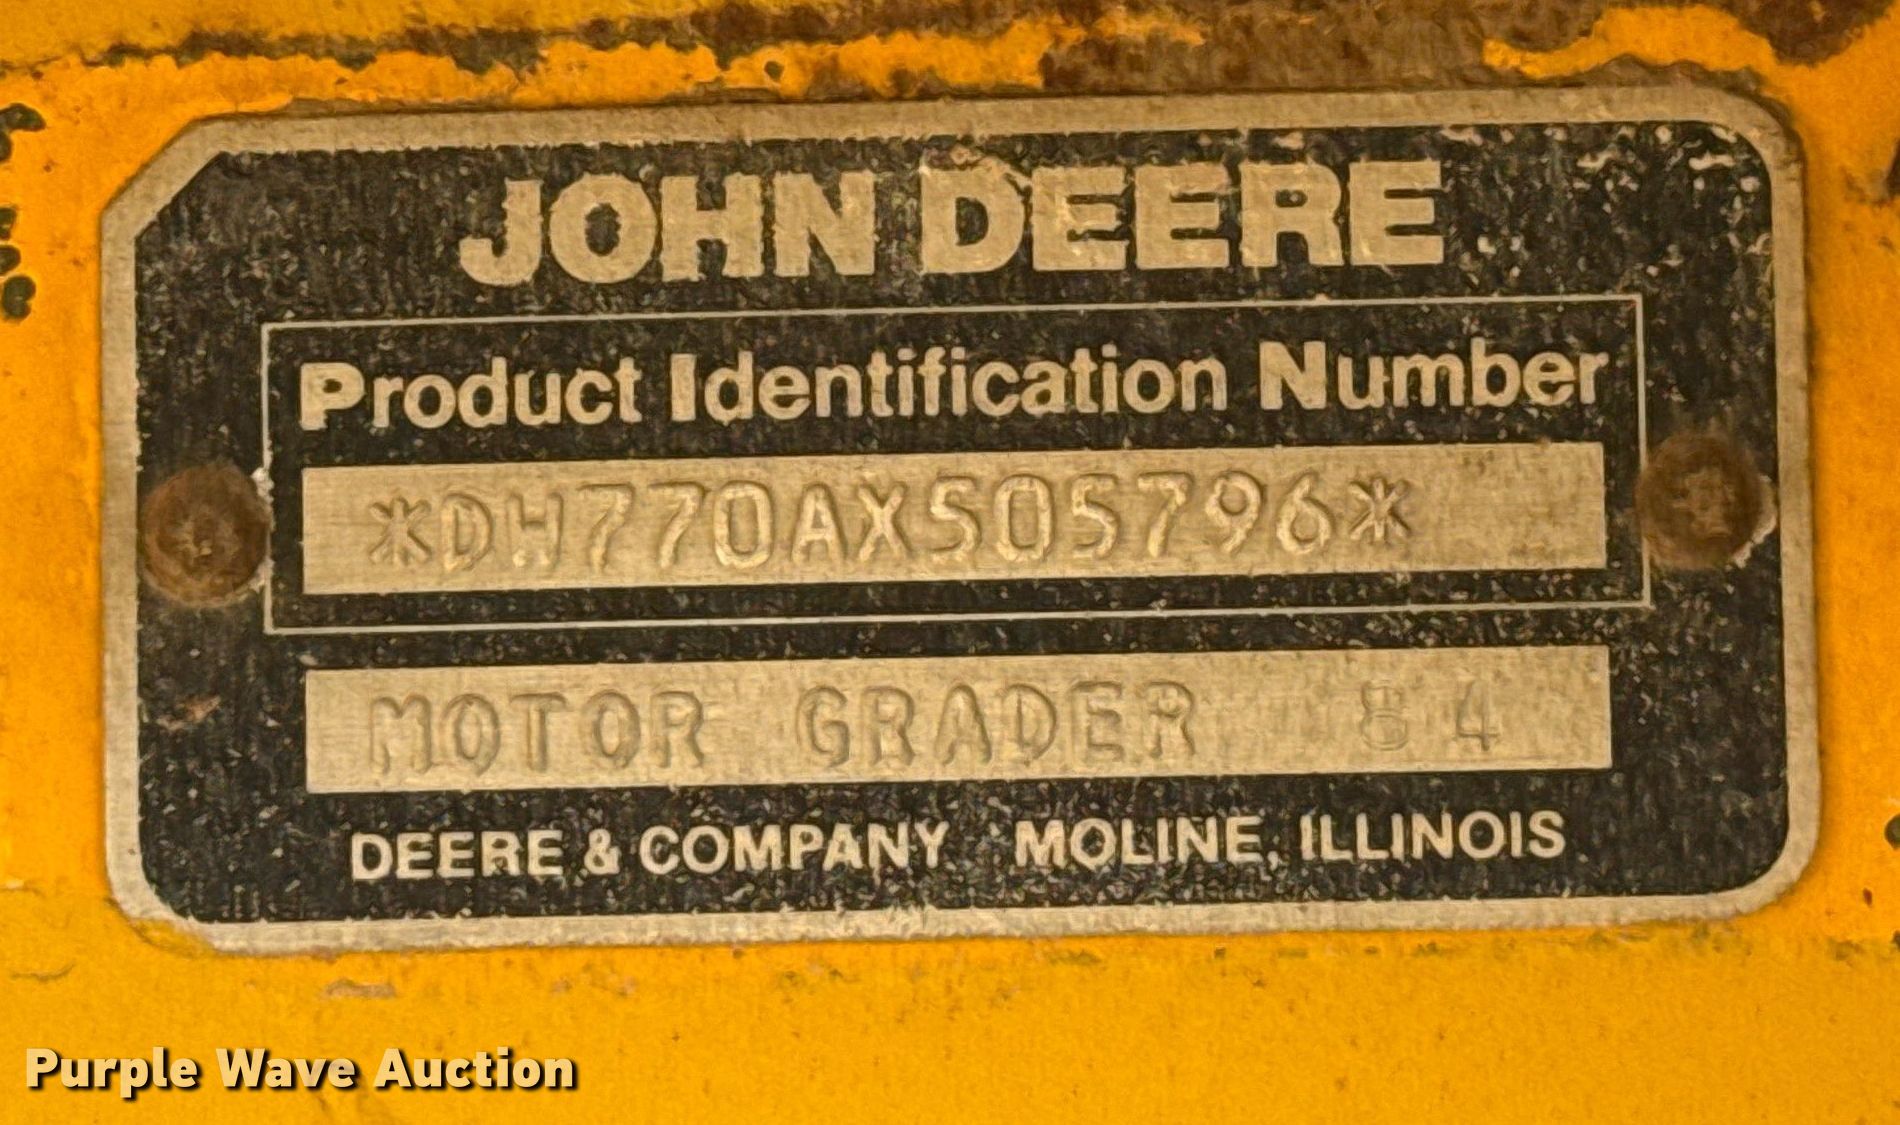 JOHN DEERE
Product Identification Number
*DW770AX505796*
MOTOR GRADER 84
DEERE & COMPANY MOLINE, ILLINOIS
Purple Wave Auction